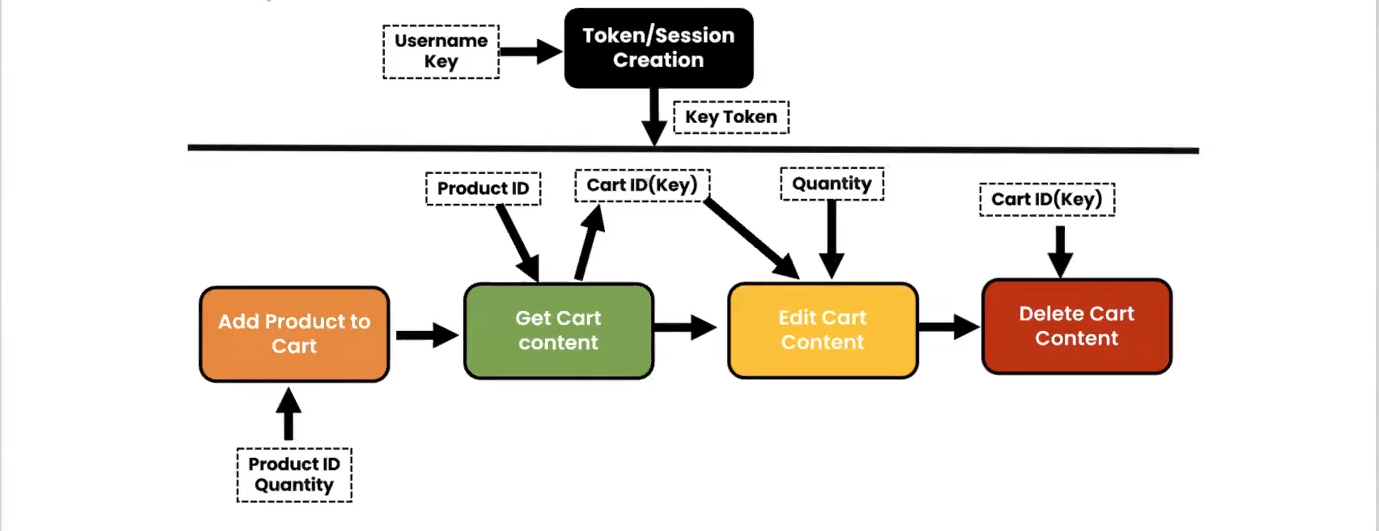 Username
Key
Token/Session
Creation
Key Token
Product ID
Cart ID(Key)
Quantity
Cart ID(Key)
Add Product to
Cart
Get Cart
content
Edit Cart
Content
Delete Cart
Content
Product ID
Quantity